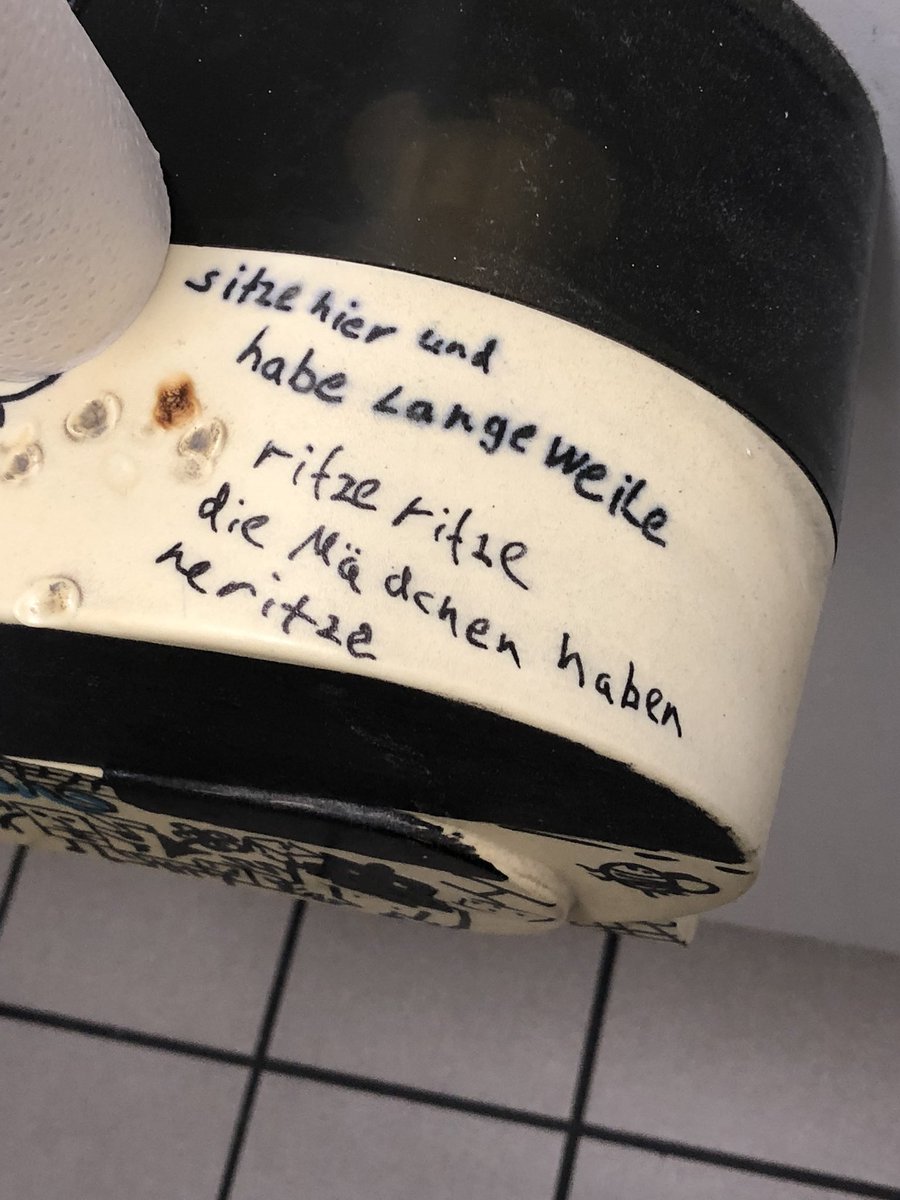 sitze hier und
habe Langeweile
ritze ritze
die Mädchen haben
neritze